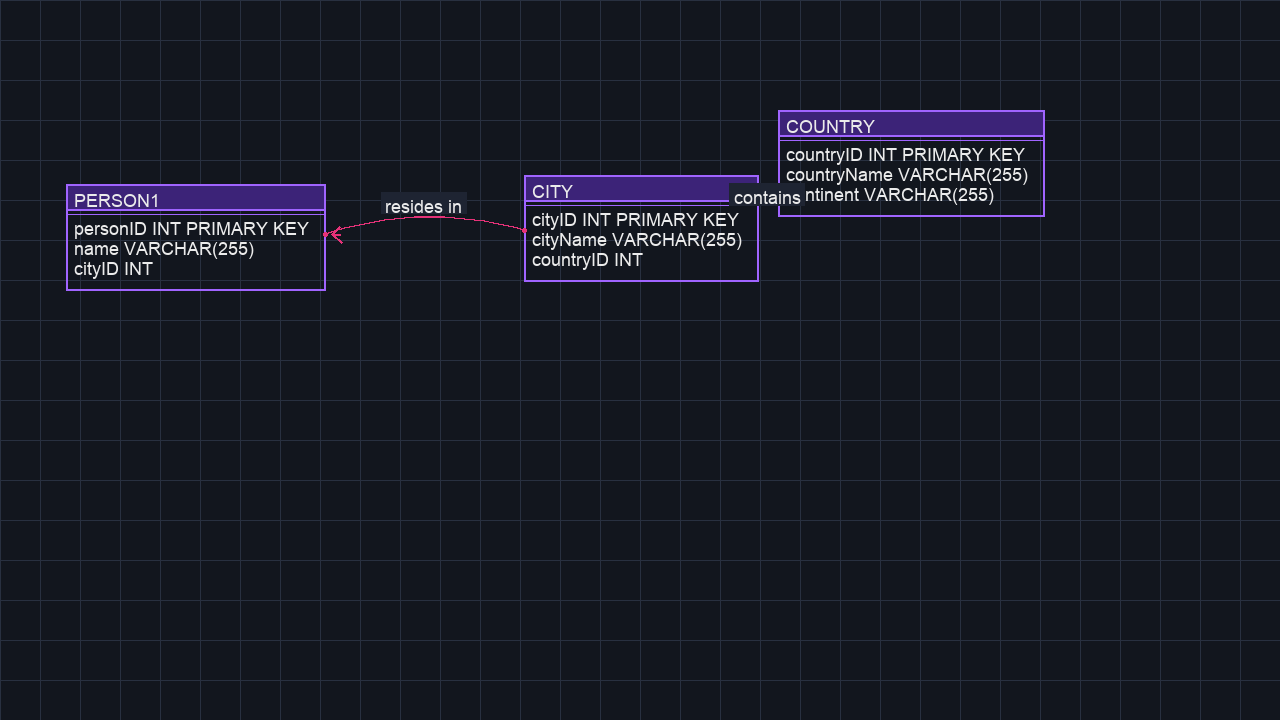 PERSON1
personID INT PRIMARY KEY
name VARCHAR(255)
cityID INT
resides in
CITY
cityID INT PRIMARY KEY
cityName VARCHAR(255)
countryID INT
contains
COUNTRY
countryID INT PRIMARY KEY
countryName VARCHAR(255)
ntinent VARCHAR(255)